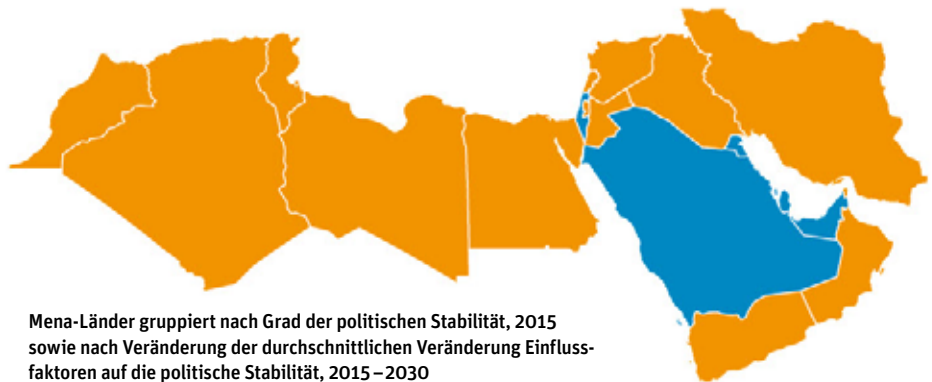 Mena-Länder gruppiert nach Grad der politischen Stabilität, 2015
sowie nach Veränderung der durchschnittlichen Veränderung Einfluss-
faktoren auf die politische Stabilität, 2015–2030